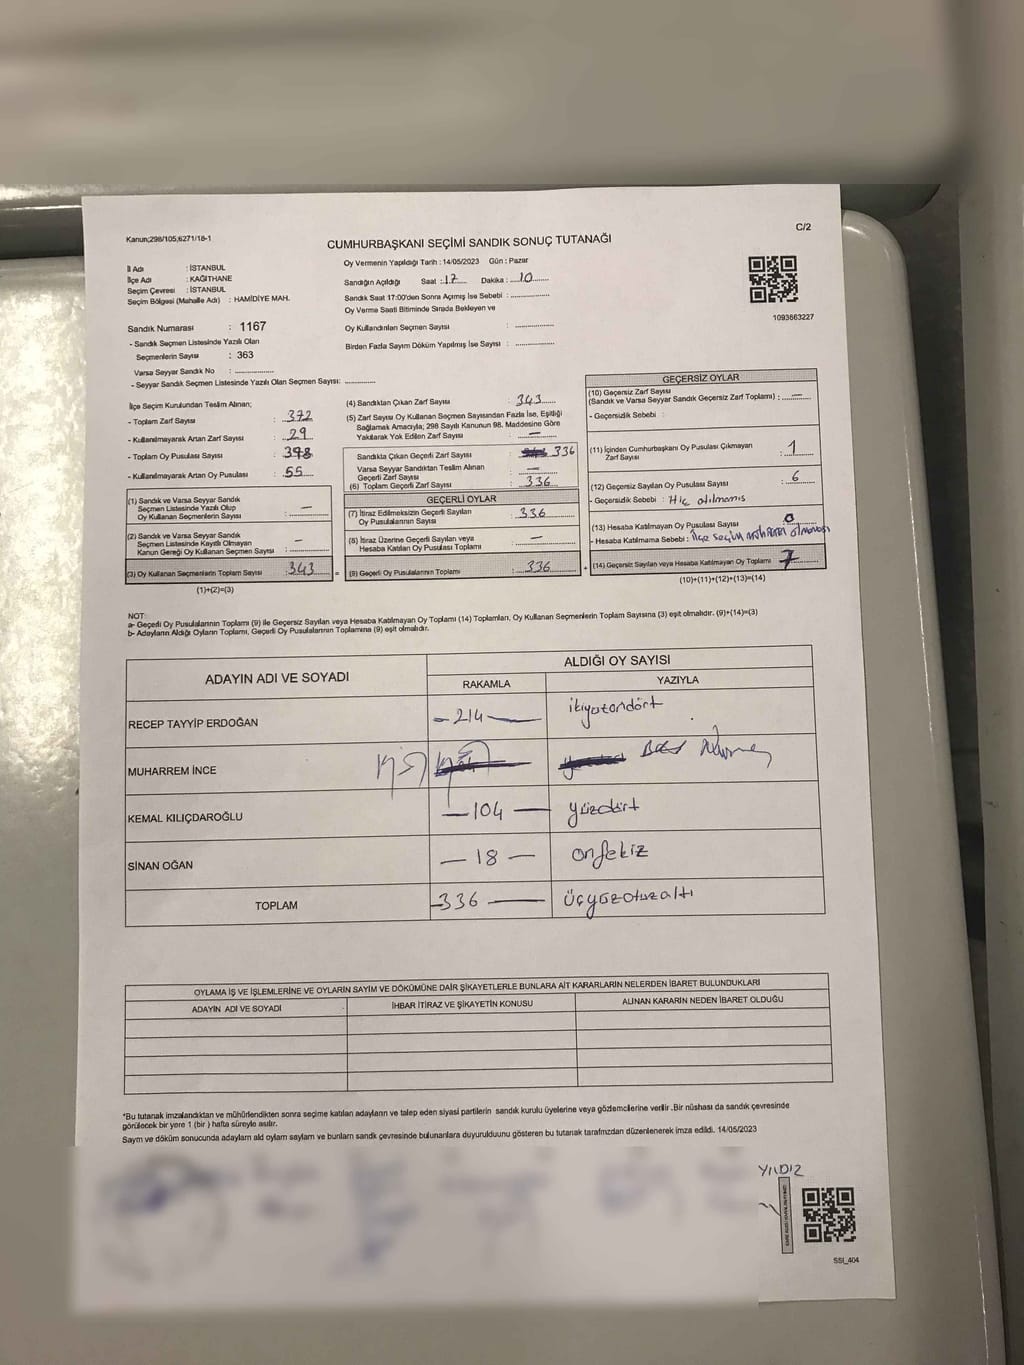 Kanun;298/105;6271/18-1
C/2
CUMHURBAŞKANI SEÇİMİ SANDIK SONUÇ TUTANAĞI
İl Adı : İSTANBUL
İlçe Adı : KAĞITHANE
Seçim Çevresi : İSTANBUL
Seçim Bölgesi (Mahalle Adı) : HAMİDİYE MAH.
Sandık Numarası : 1167
- Sandık Seçmen Listesinde Yazılı Olan
Seçmenlerin Sayısı : 363
Varsa Seyyar Sandık No : ...............
- Seyyar Sandık Seçmen Listesinde Yazılı Olan Seçmen Sayısı: ............
Oy Vermenin Yapıldığı Tarih : 14/05/2023 Gün : Pazar
Sandığın Açıldığı Saat : 17 Dakika : 10
Sandık Saat 17:00'den Sonra Açılmış İse Sebebi : ...............
Oy Verme Saati Bitiminde Sırada Bekleyen ve
Oy Kullandırılan Seçmen Sayısı : ...............
Birden Fazla Sayım Döküm Yapılmış İse Sayısı : ...............
1093663227
İlçe Seçim Kurulundan Teslim Alınan;
- Toplam Zarf Sayısı : 372
- Kullanılmayarak Artan Zarf Sayısı : 29
- Toplam Oy Pusulası Sayısı : 398
- Kullanılmayarak Artan Oy Pusulası : 55
(1) Sandık ve Varsa Seyyar Sandık
Seçmen Listesinde Yazılı Olup
Oy Kullanan Seçmenlerin Sayısı : —
(2) Sandık ve Varsa Seyyar Sandık
Seçmen Listesinde Kayıtlı Olmayan
Kanun Gereği Oy Kullanan Seçmen Sayısı : —
(3) Oy Kullanan Seçmenlerin Toplam Sayısı : 343 =
(1)+(2)=(3)
(4) Sandıktan Çıkan Zarf Sayısı : 343
(5) Zarf Sayısı Oy Kullanan Seçmen Sayısından Fazla İse, Eşitliği
Sağlamak Amacıyla; 298 Sayılı Kanunun 98. Maddesine Göre
Yakılarak Yok Edilen Zarf Sayısı : —
Sandıkla Çıkan Geçerli Zarf Sayısı : 336
Varsa Seyyar Sandıktan Teslim Alınan
Geçerli Zarf Sayısı : —
(6) Toplam Geçerli Zarf Sayısı : 336
GEÇERLİ OYLAR
(7) İtiraz Edilmeksizin Geçerli Sayılan
Oy Pusulalarının Sayısı : 336
(8) İtiraz Üzerine Geçerli Sayılan veya
Hesaba Katılan Oy Pusulası Toplamı : —
(9) Geçerli Oy Pusulalarının Toplamı : 336 +
GEÇERSİZ OYLAR
(10) Geçersiz Zarf Sayısı
(Sandık ve Varsa Seyyar Sandık Geçersiz Zarf Toplamı) : —
- Geçersizlik Sebebi :
(11) İçinden Cumhurbaşkanı Oy Pusulası Çıkmayan
Zarf Sayısı : 1
(12) Geçersiz Sayılan Oy Pusulası Sayısı : 6
- Geçersizlik Sebebi : Hiç atılmamış
(13) Hesaba Katılmayan Oy Pusulası Sayısı : 0
- Hesaba Katılmama Sebebi : İlçe seçim mührünün olmaması
(14) Geçersiz Sayılan veya Hesaba Katılmayan Oy Toplamı : 7
(10)+(11)+(12)+(13)=(14)
NOT:
a- Geçerli Oy Pusulalarının Toplamı (9) ile Geçersiz Sayılan veya Hesaba Katılmayan Oy Toplamı (14) Toplamları, Oy Kullanan Seçmenlerin Toplam Sayısına (3) eşit olmalıdır. (9)+(14)=(3)
b- Adayların Aldığı Oyların Toplamı, Geçerli Oy Pusulalarının Toplamına (9) eşit olmalıdır.
ADAYIN ADI VE SOYADI
ALDIĞI OY SAYISI
RAKAMLA YAZIYLA
RECEP TAYYİP ERDOĞAN — 214 — ikiyüzondört
MUHARREM İNCE
KEMAL KILIÇDAROĞLU — 104 — yüzdört
SİNAN OĞAN — 18 — onsekiz
TOPLAM — 336 — üçyüzotuzaltı
OYLAMA İŞ VE İŞLEMLERİNE VE OYLARIN SAYIM VE DÖKÜMÜNE DAİR ŞİKAYETLERLE BUNLARA AİT KARARLARIN NELERDEN İBARET BULUNDUKLARI
ADAYIN ADI VE SOYADI İHBAR İTİRAZ VE ŞİKAYETİN KONUSU ALINAN KARARIN NEDEN İBARET OLDUĞU
*Bu tutanak imzalandıktan ve mühürlendikten sonra seçime katılan adayların ve talep eden siyasi partilerin sandık kurulu üyelerine veya gözlemcilerine verilir .Bir nüshası da sandık çevresinde
görülecek bir yere 1 (bir ) hafta süreyle asılır.
Sayım ve döküm sonucunda adayların ald oyların sayların ve bunların sandık çevresinde bulunanlara duyurulduunu gösteren bu tutanak tarafımzdan düzenlenerek imza edildi. 14/05/2023
YILDIZ
SSI_404